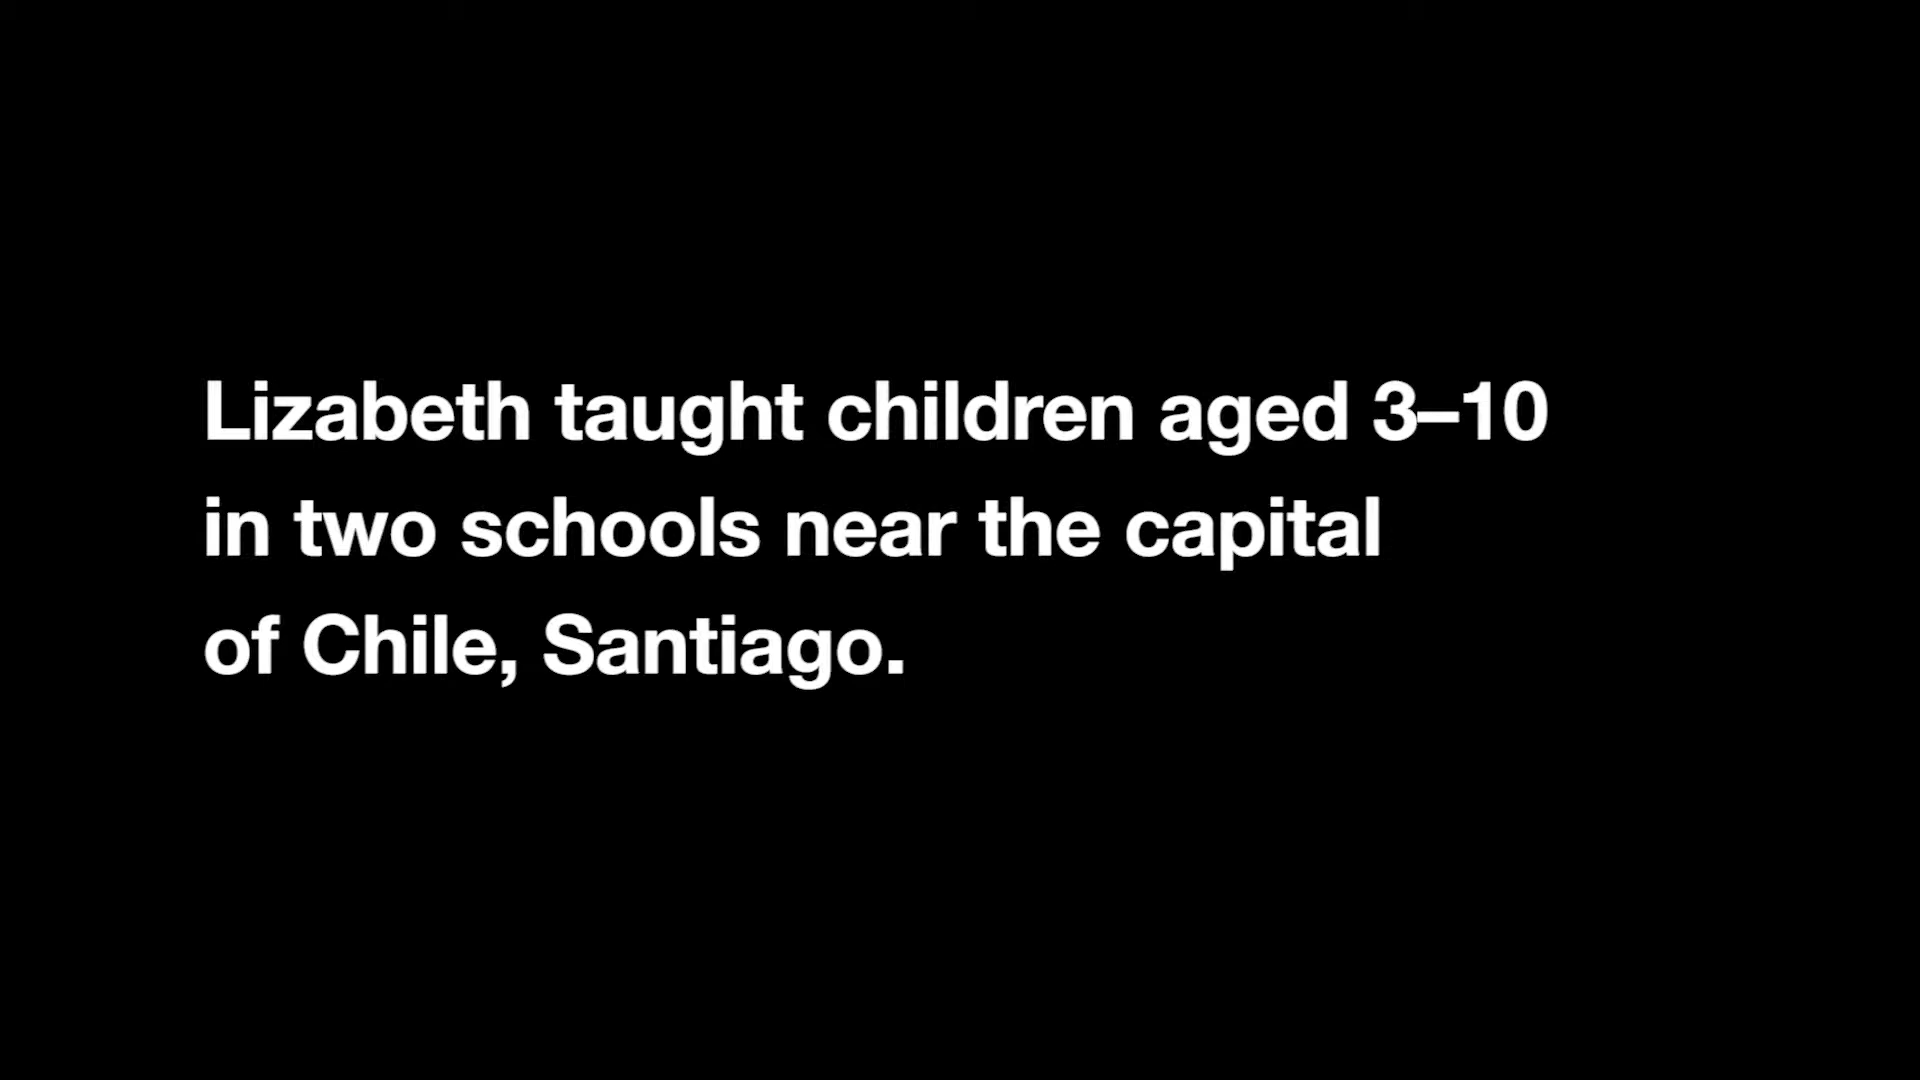 Lizabeth taught children aged 3–10
in two schools near the capital
of Chile, Santiago.